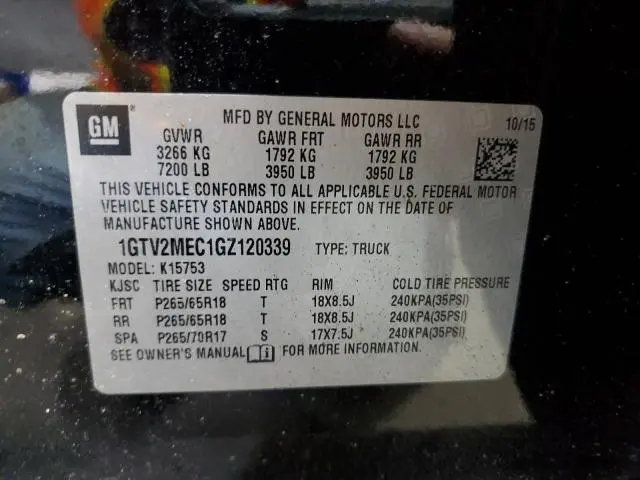 GM
MFD BY GENERAL MOTORS LLC 10/15
GVWR GAWR FRT GAWR RR
3266 KG 1792 KG 1792 KG
7200 LB 3950 LB 3950 LB
THIS VEHICLE CONFORMS TO ALL APPLICABLE U.S. FEDERAL MOTOR
VEHICLE SAFETY STANDARDS IN EFFECT ON THE DATE OF
MANUFACTURE SHOWN ABOVE.
1GTV2MEC1GZ120339 TYPE: TRUCK
MODEL: K15753
KJSC TIRE SIZE SPEED RTG RIM COLD TIRE PRESSURE
FRT P265/65R18 T 18X8.5J 240KPA(35PSI)
RR P265/65R18 T 18X8.5J 240KPA(35PSI)
SPA P265/70R17 S 17X7.5J 240KPA(35PSI)
SEE OWNER'S MANUAL FOR MORE INFORMATION.